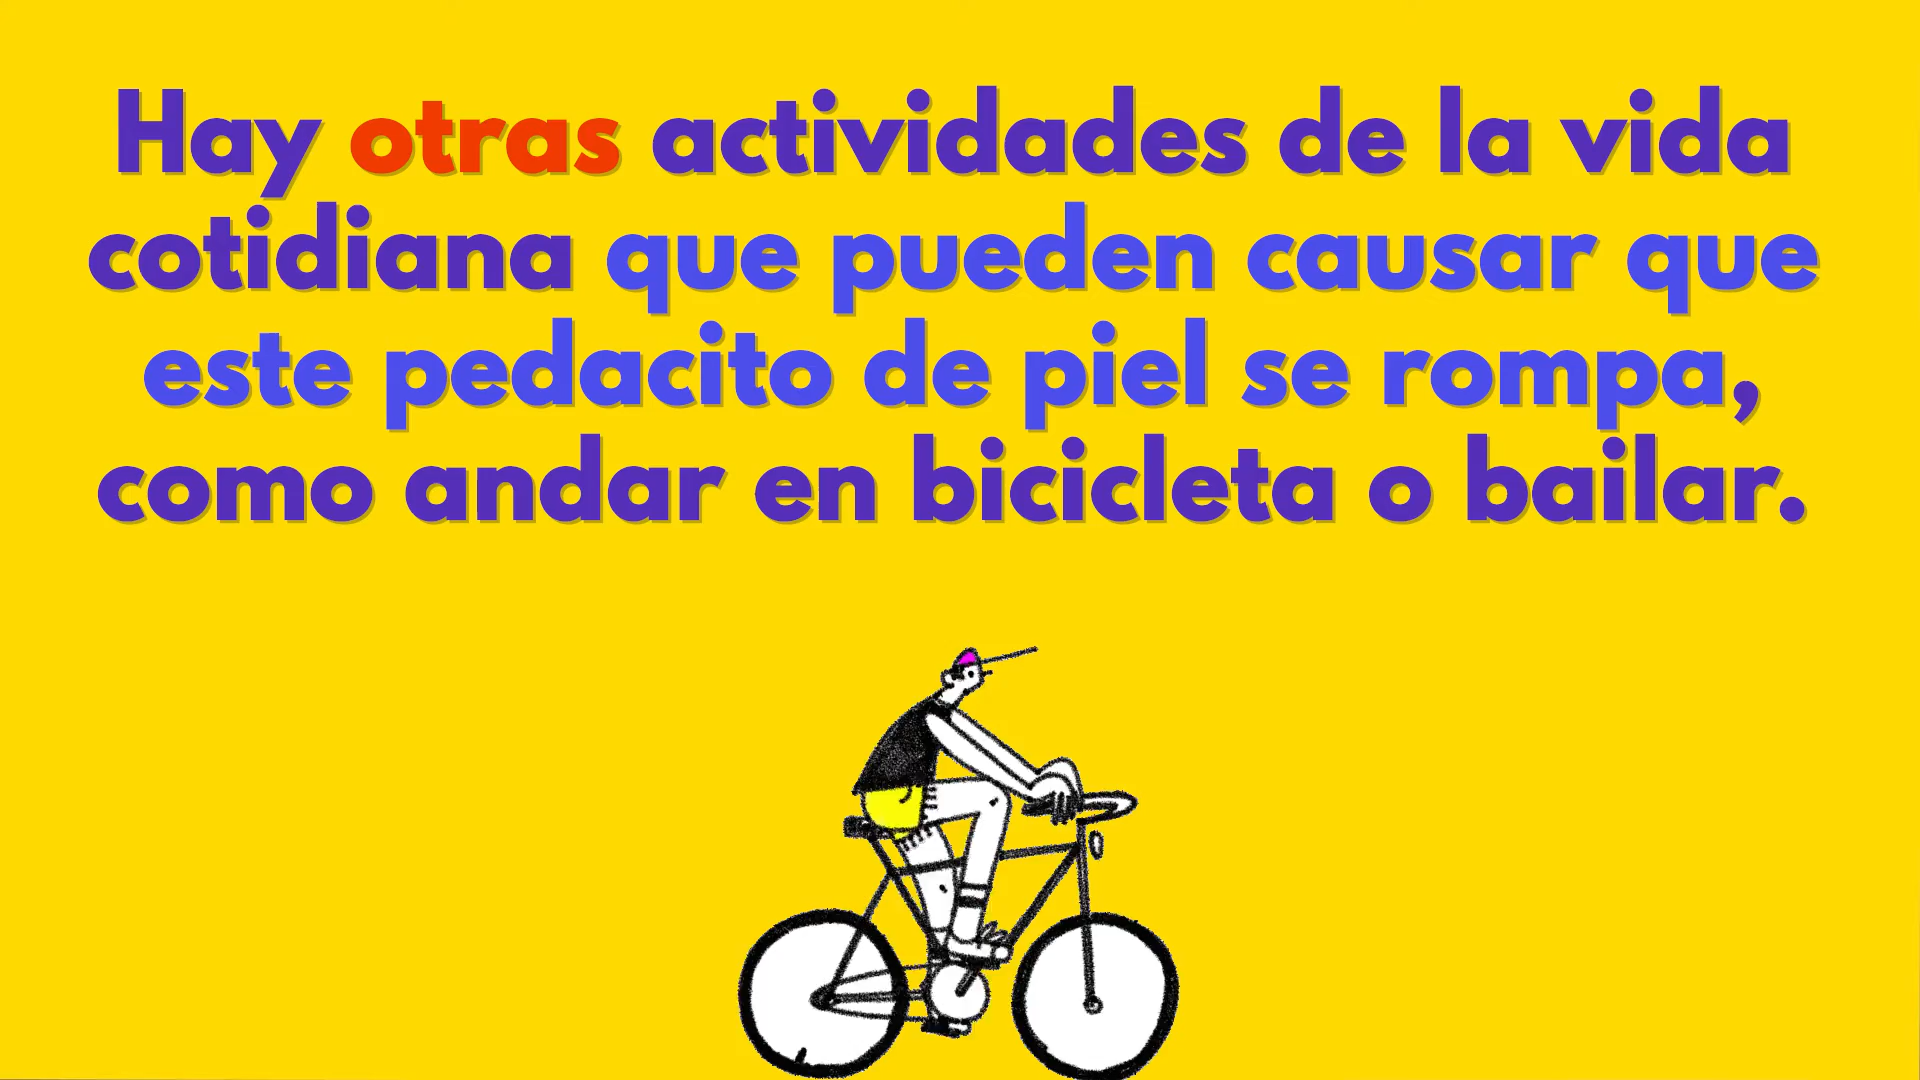 Hay otras actividades de la vida
cotidiana que pueden causar que
este pedacito de piel se rompa,
como andar en bicicleta o bailar.